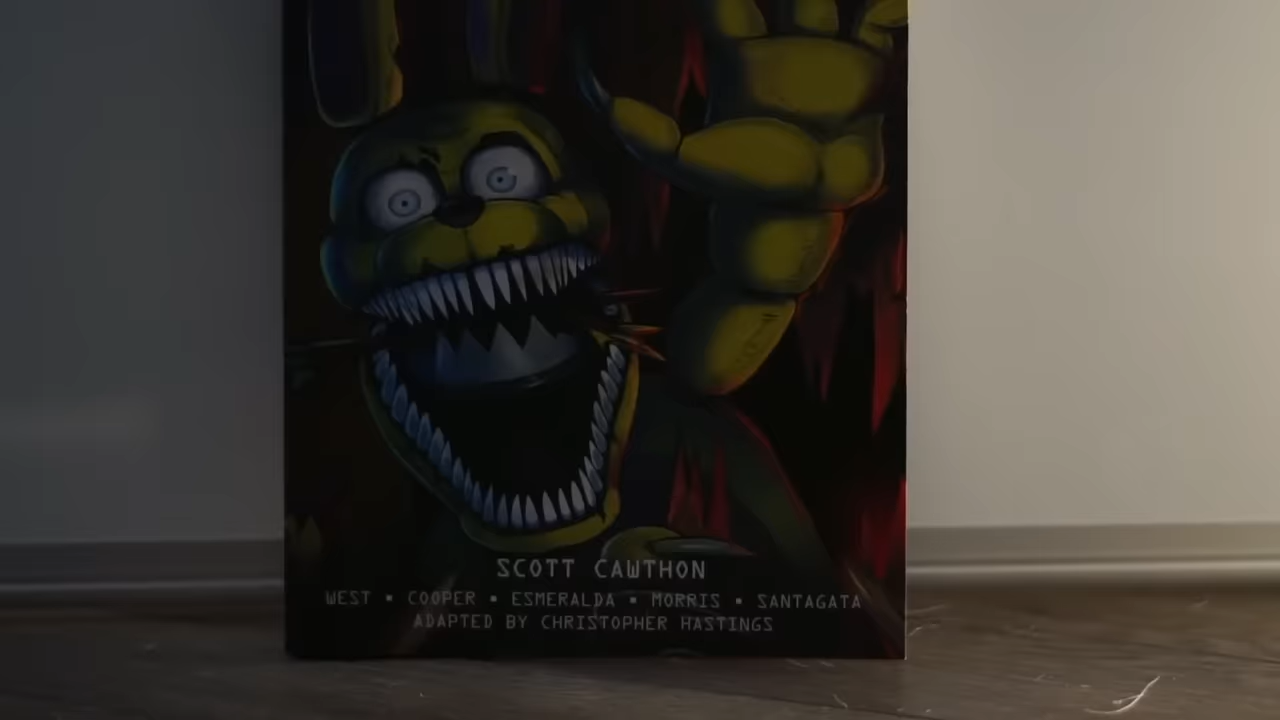 SCOTT CAWTHON
WEST ▪ COOPER ▪ ESMERALDA ▪ MORRIS ▪ SANTAGATA
ADAPTED BY CHRISTOPHER HASTINGS